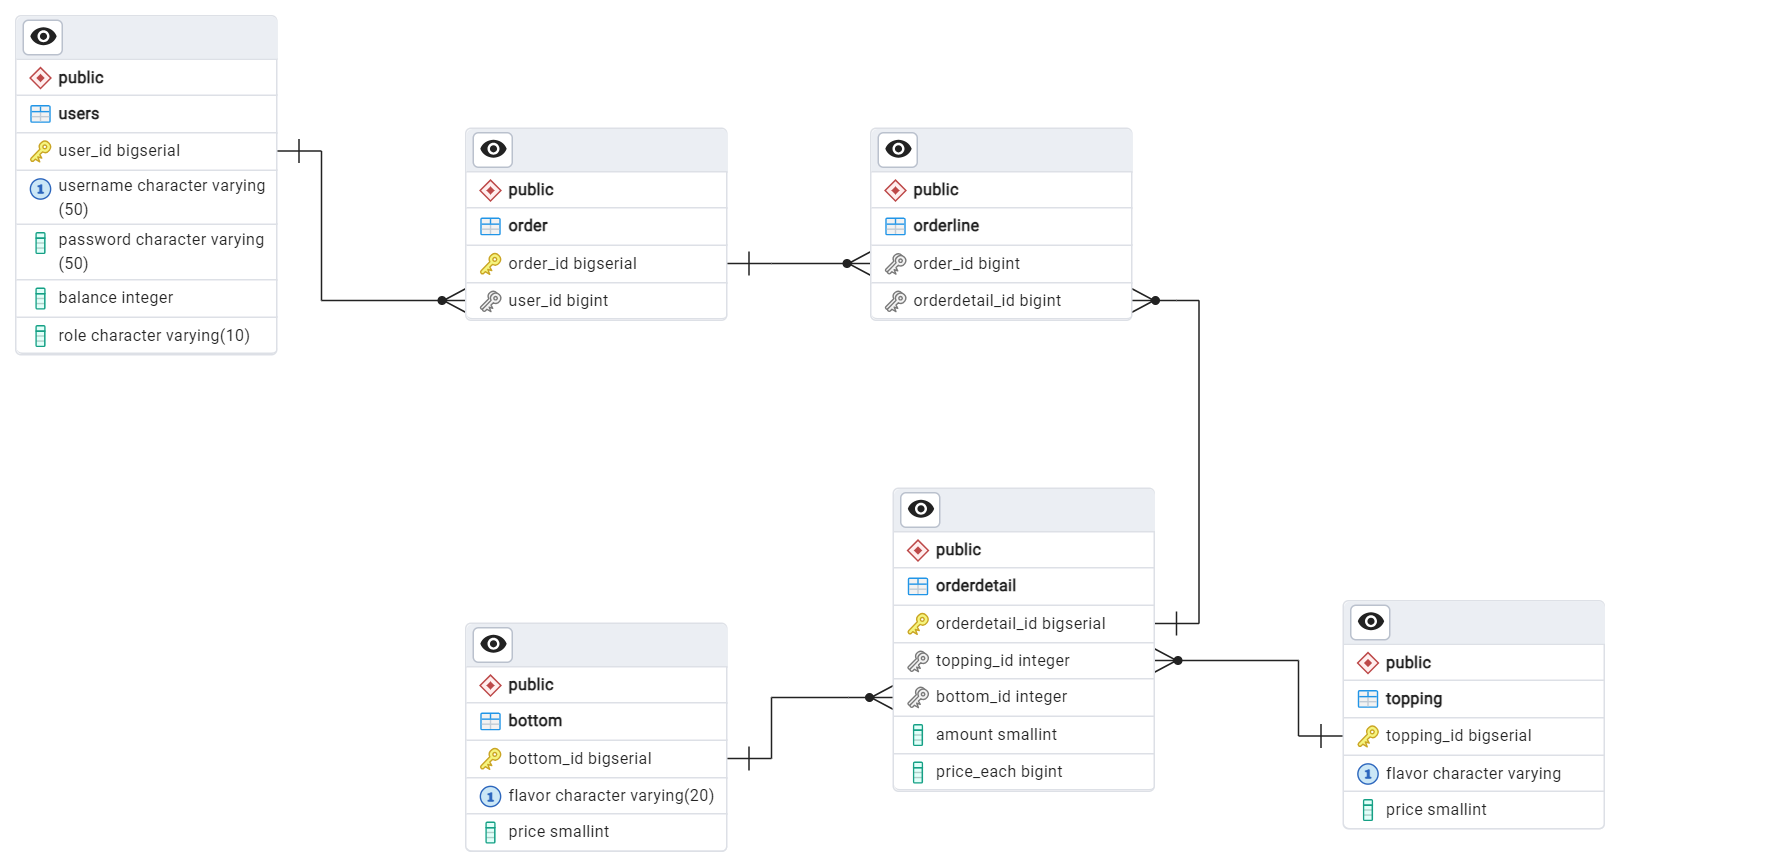 public
users
user_id bigserial
1 username character varying
(50)
password character varying
(50)
balance integer
role character varying(10)
public
order
order_id bigserial
user_id bigint
public
orderline
order_id bigint
orderdetail_id bigint
public
orderdetail
orderdetail_id bigserial
topping_id integer
bottom_id integer
amount smallint
price_each bigint
public
bottom
bottom_id bigserial
1 flavor character varying(20)
price smallint
public
topping
topping_id bigserial
1 flavor character varying
price smallint